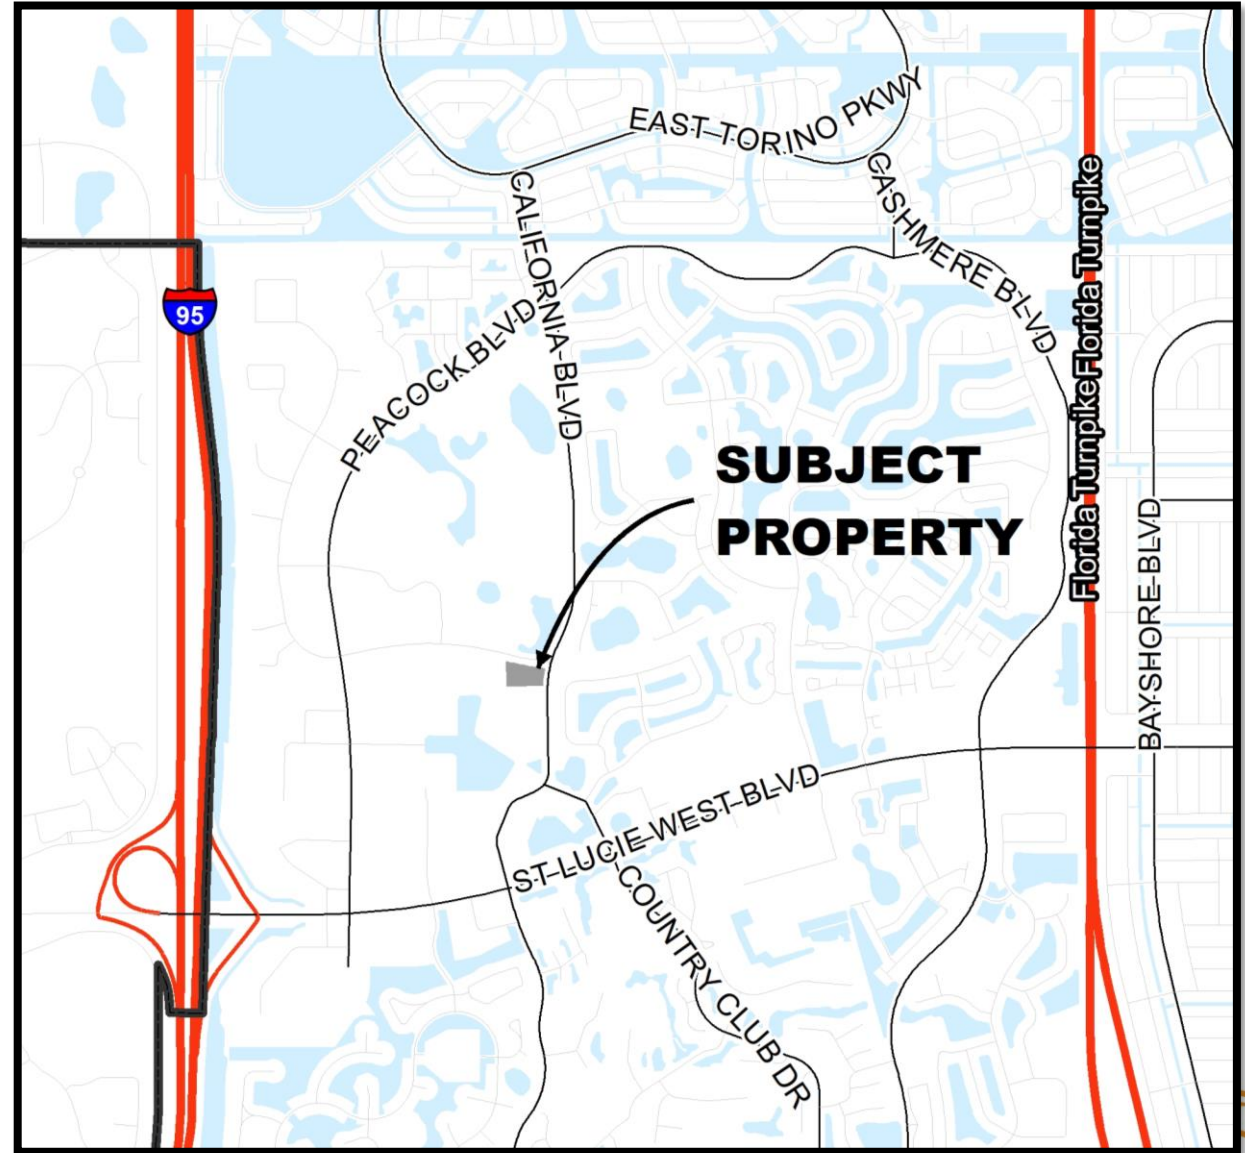 EAST TORINO PKWY
CALIFORNIA BLVD
CASHMERE BLVD
Florida Turnpike
Florida Turnpike
95
PEACOCK BLVD
SUBJECT
PROPERTY
BAYSHORE BLVD
ST LUCIE WEST BLVD
COUNTRY CLUB DR